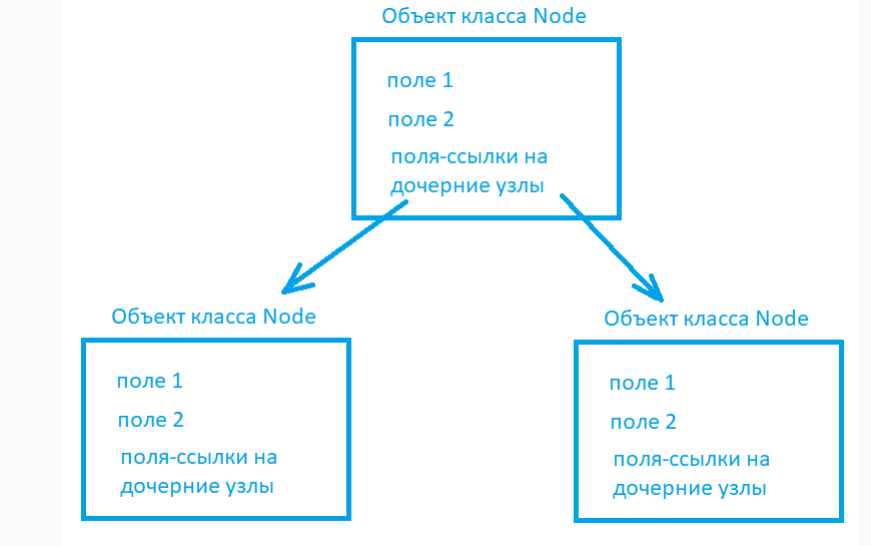 Объект класса Node
поле 1
поле 2
поля-ссылки на
дочерние узлы
Объект класса Node
поле 1
поле 2
поля-ссылки на
дочерние узлы
Объект класса Node
поле 1
поле 2
поля-ссылки на
дочерние узлы